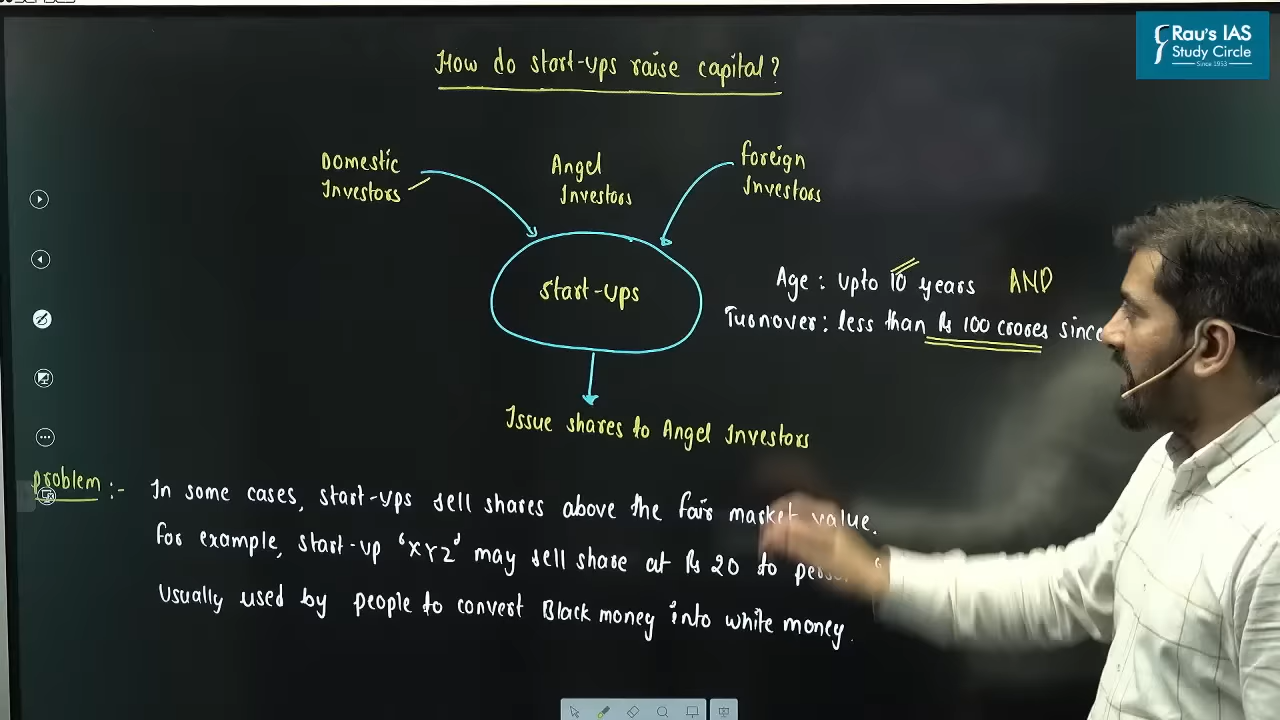 Rau's IAS
Study Circle
Since 1953
How do start-ups raise capital?
Domestic
Investors
Angel
Investors
Foreign
Investors
Start-ups
Age : upto 10 years AND
Turnover : less than Rs 100 crores since
Issue shares to Angel Investors
Problem :-
In some cases, start-ups sell shares above the fair market value.
For example, start-up 'XYZ' may sell share at Rs 20 to
Usually used by people to convert Black money into white money.